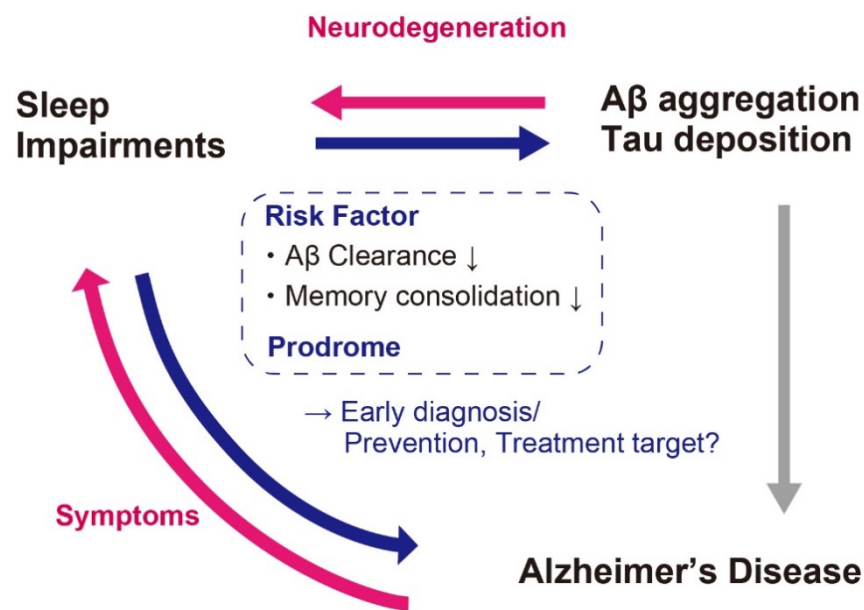 Neurodegeneration
Sleep
Impairments
Aβ aggregation
Tau deposition
Risk Factor
・Aβ Clearance ↓
・Memory consolidation ↓
Prodrome
→ Early diagnosis/
Prevention, Treatment target?
Symptoms
Alzheimer’s Disease